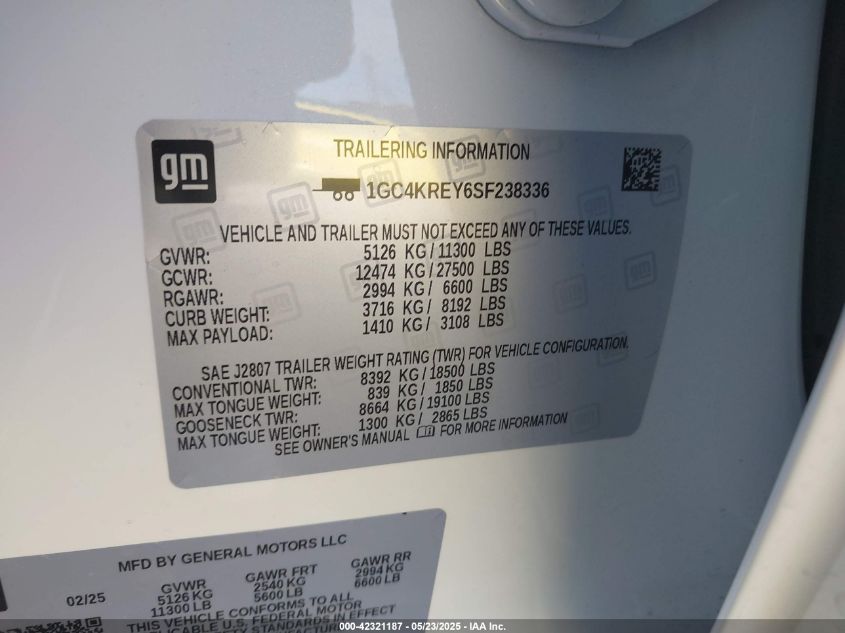 gm
TRAILERING INFORMATION
1GC4KREY6SF238336
VEHICLE AND TRAILER MUST NOT EXCEED ANY OF THESE VALUES.
GVWR: 5126 KG/11300 LBS
GCWR: 12474 KG/27500 LBS
RGAWR: 2994 KG/ 6600 LBS
CURB WEIGHT: 3716 KG/ 8192 LBS
MAX PAYLOAD: 1410 KG/ 3108 LBS
SAE J2807 TRAILER WEIGHT RATING (TWR) FOR VEHICLE CONFIGURATION.
CONVENTIONAL TWR: 8392 KG/18500 LBS
MAX TONGUE WEIGHT: 839 KG/ 1850 LBS
GOOSENECK TWR: 8664 KG/19100 LBS
MAX TONGUE WEIGHT: 1300 KG/ 2865 LBS
SEE OWNER'S MANUAL FOR MORE INFORMATION
MFD BY GENERAL MOTORS LLC
02/25 GVWR GAWR FRT GAWR RR
5126 KG 2540 KG 2994 KG
11300 LB 5600 LB 6600 LB
THIS VEHICLE CONFORMS TO ALL
U.S. FEDERAL MOTOR
IN EFFECT
000-42321187 - 05/23/2025 - IAA Inc.